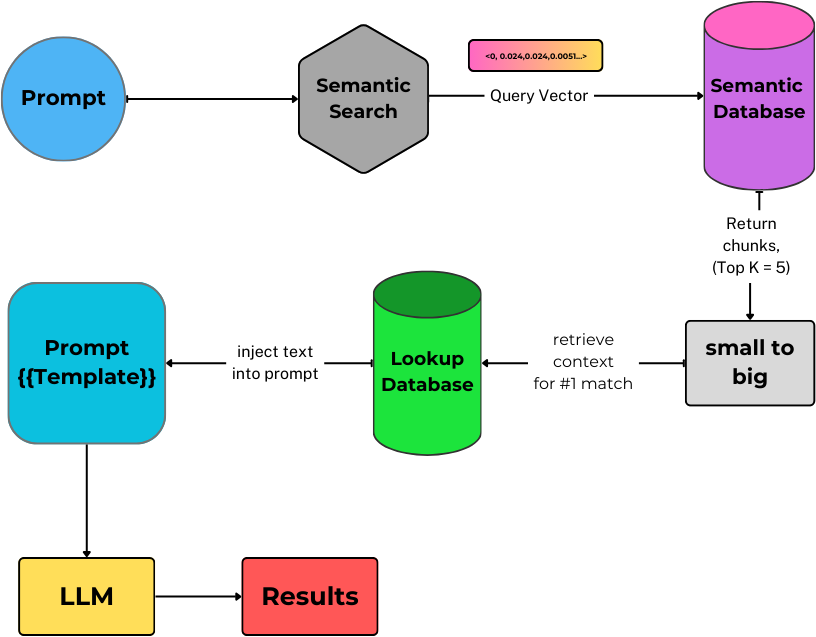 Prompt
Semantic
Search
<0, 0.024,0.024,0.0051...>
Query Vector
Semantic
Database
Return
chunks,
(Top K = 5)
small to
big
retrieve
context
for #1 match
Lookup
Database
inject text
into prompt
Prompt
{{Template}}
LLM
Results